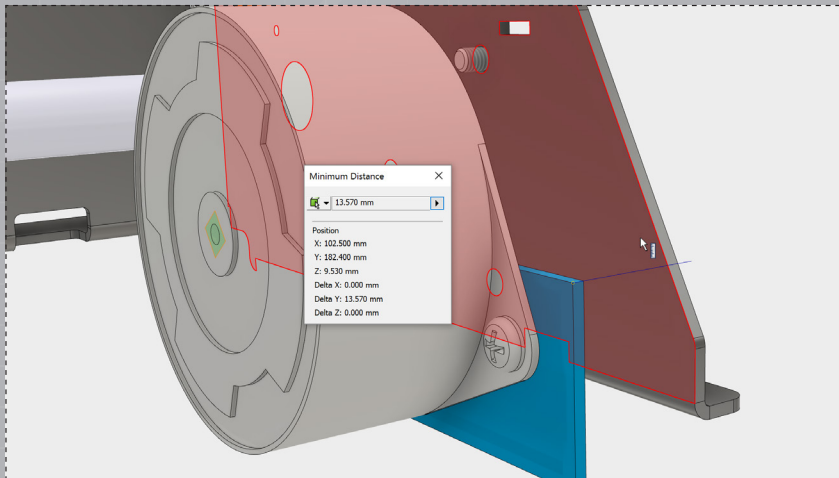 Minimum Distance
13.570 mm
Position
X: 102.500 mm
Y: 182.400 mm
Z: 9.530 mm
Delta X: 0.000 mm
Delta Y: 13.570 mm
Delta Z: 0.000 mm